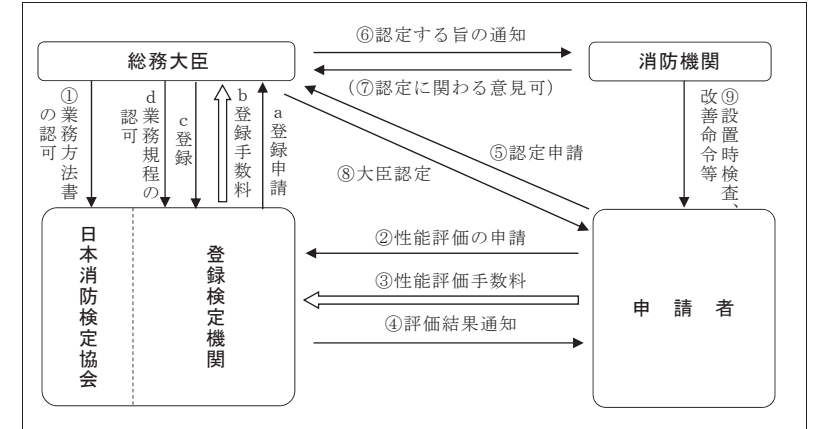 ⑥認定する旨の通知
総務大臣
消防機関
(⑦認定に関わる意見可)
①業務方法書
の認可
d業務規程の
認可
c登録
b登録手数料
a登録申請
⑨設置時検査、
改善命令等
⑤認定申請
⑧大臣認定
日本消防検定協会
登録検定機関
②性能評価の申請
③性能評価手数料
④評価結果通知
申　請　者